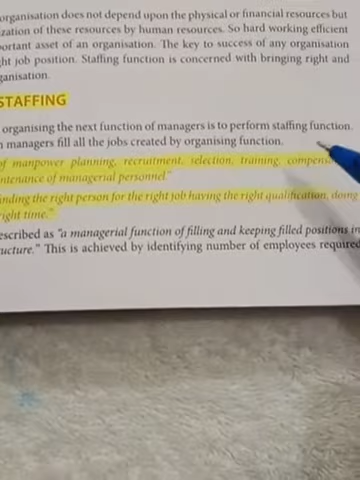 organisation does not depend upon the physical or financial resources but
zation of these resources by human resources. So hard working efficient
ortant asset of an organisation. The key to success of any organisation
ht job position. Staffing function is concerned with bringing right and
ganisation.
STAFFING
organising the next function of managers is to perform staffing function.
n managers fill all the jobs created by organising function.
of manpower planning, recruitment, selection, training, compens
ntenance of managerial personnel."
inding the right person for the right job having the right qualification, doing
right time."
escribed as "a managerial function of filling and keeping filled positions in
ucture." This is achieved by identifying number of employees required